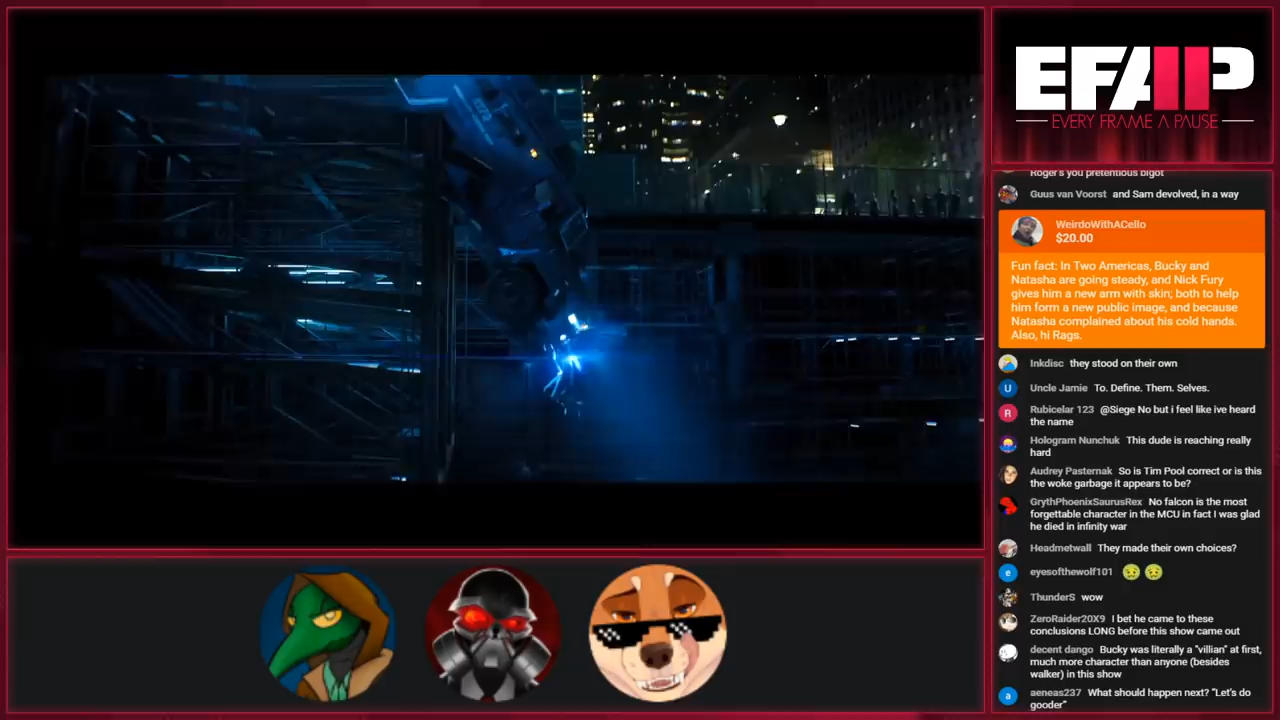 EFAP
EVERY FRAME A PAUSE
Roger's you pretentious bigot
Guus van Voorst and Sam devolved, in a way
WeirdoWithACello
$20.00
Fun fact: In Two Americas, Bucky and
Natasha are going steady, and Nick Fury
gives him a new arm with skin; both to help
him form a new public image, and because
Natasha complained about his cold hands.
Also, hi Rags.
Inkdisc they stood on their own
U Uncle Jamie To. Define. Them. Selves.
R Rubicelar 123 @Siege No but i feel like ive heard
the name
Hologram Nunchuk This dude is reaching really
hard
Audrey Pasternak So is Tim Pool correct or is this
the woke garbage it appears to be?
GrythPhoenixSaurusRex No falcon is the most
forgettable character in the MCU in fact I was glad
he died in infinity war
Headmetwall They made their own choices?
e eyesofthewolf101
ThunderS wow
ZeroRaider20X9 I bet he came to these
conclusions LONG before this show came out
decent dango Bucky was literally a "villian" at first,
much more character than anyone (besides
walker) in this show
a aeneas237 What should happen next? "Let's do
gooder"